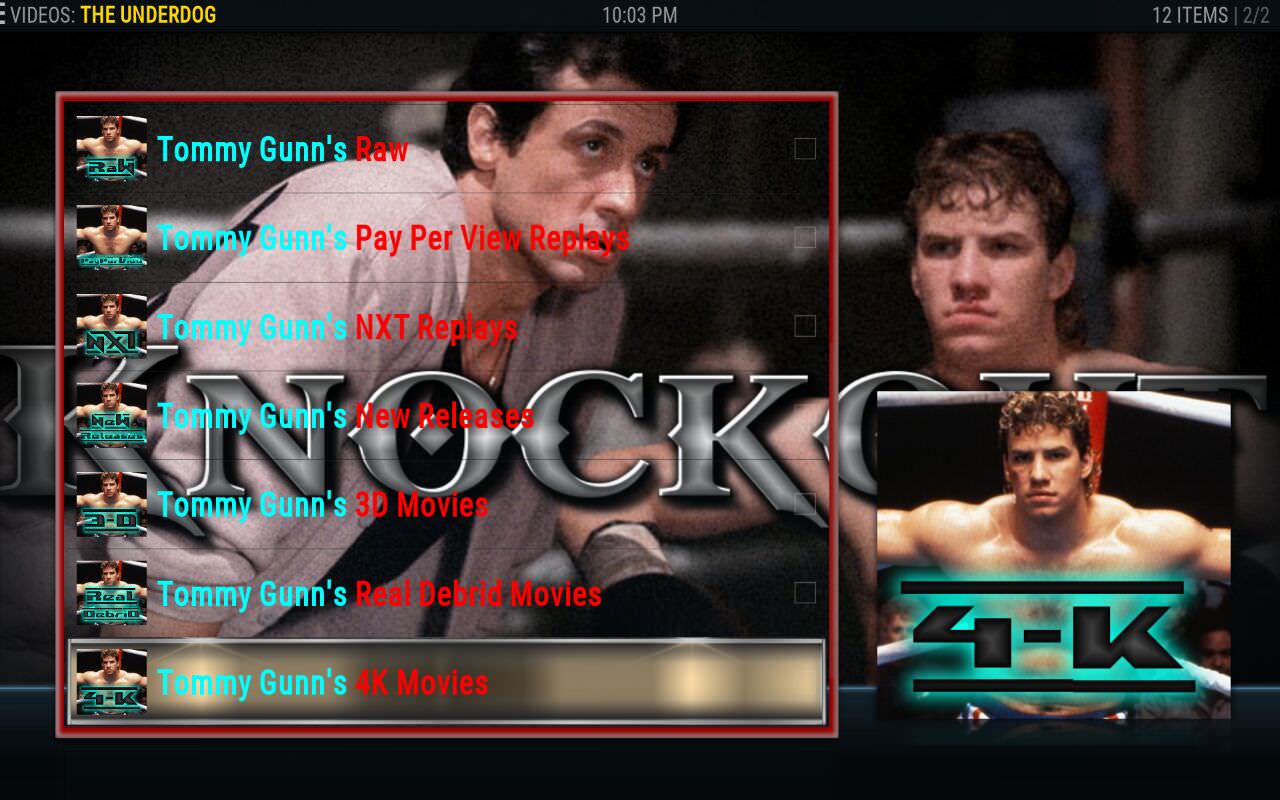 VIDEOS: THE UNDERDOG
10:03 PM
12 ITEMS | 2/2
Tommy Gunn's Raw
RaW
Tommy Gunn's Pay Per View Replays
Pay Per View
Tommy Gunn's NXT Replays
NXT
KNOCKOUT
Tommy Gunn's New Releases
NeW
Releases
Tommy Gunn's 3D Movies
3-D
Tommy Gunn's Real Debrid Movies
Real
DebriD
Tommy Gunn's 4K Movies
4-K
4-K